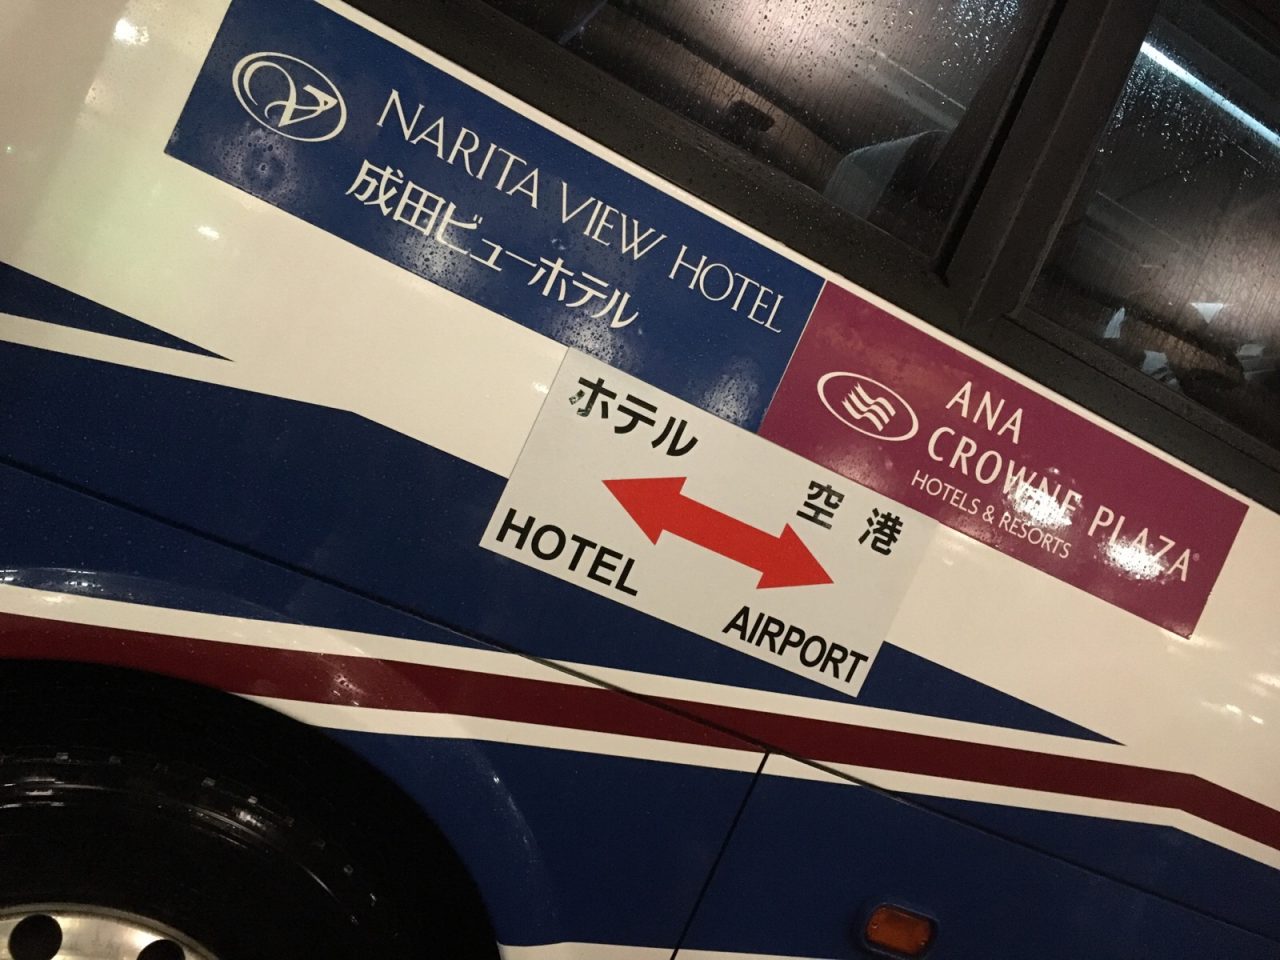 NARITA VIEW HOTEL
成田ビューホテル
ANA
CROWNE PLAZA
HOTELS & RESORTS
ホテル 空港
HOTEL AIRPORT